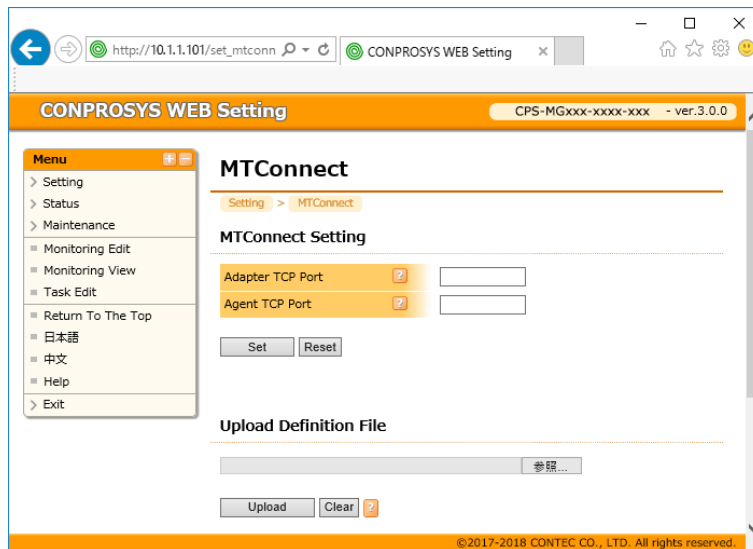 http://10.1.1.101/set_mtconn
CONPROSYS WEB Setting
CONPROSYS WEB Setting
CPS-MGxxx-xxxx-xxx - ver.3.0.0
Menu
Setting
Status
Maintenance
Monitoring Edit
Monitoring View
Task Edit
Return To The Top
日本語
中文
Help
Exit
MTConnect
Setting > MTConnect
MTConnect Setting
Adapter TCP Port ?
Agent TCP Port ?
Set Reset
Upload Definition File
参照...
Upload Clear ?
©2017-2018 CONTEC CO., LTD. All rights reserved.